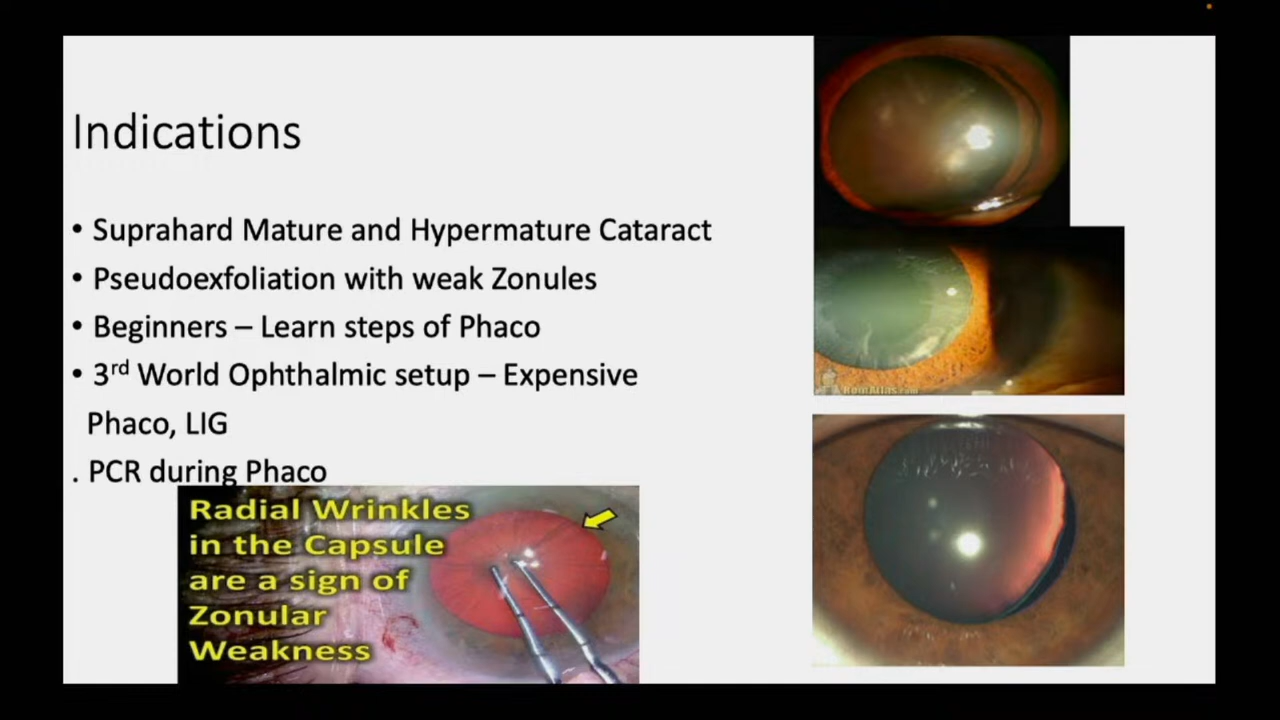 Indications
• Suprahard Mature and Hypermature Cataract
• Pseudoexfoliation with weak Zonules
• Beginners – Learn steps of Phaco
• 3rd World Ophthalmic setup – Expensive
Phaco, LIG
. PCR during Phaco
Radial Wrinkles
in the Capsule
are a sign of
Zonular
Weakness